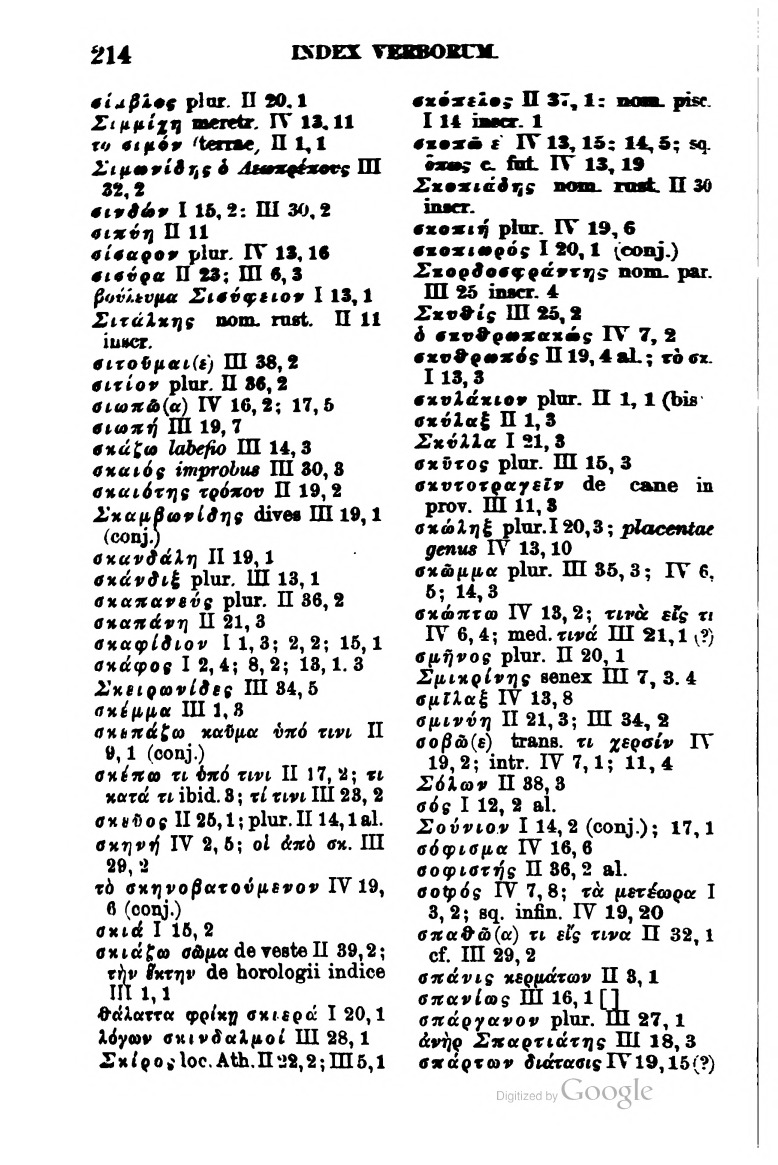 214
INDEX VERBORUM.
σίμβλος plur. II 20, 1
Σιμμίχη meretr. IV 13, 11
το σιμόν (terrae) II 1, 1
Σιμωνίδης ὁ Λεωπρέπους III
32, 2
σινδών I 15, 2: III 30, 2
σιπύη II 11
σίσαρον plur. IV 13, 16
σισύρα II 23; III 6, 3
βούλευμα Σισύφειον I 13, 1
Σιτάλκης nom. rust. II 11
inscr.
σιτοῦμαι(έ) III 38, 2
σιτίον plur. II 36, 2
σιωπῶ(α) IV 16, 2; 17, 5
σιωπή III 19, 7
σκάζω labefio III 14, 3
σκαιός improbus III 30, 3
σκαιότης τρόπου II 19, 2
Σκαμβωνίδης dives III 19, 1
(conj.)
σκανδάλη II 19, 1
σκάνδιξ plur. III 13, 1
σκαπανεύς plur. II 36, 2
σκαπάνη II 21, 3
σκαφίδιον I 1, 3; 2, 2; 15, 1
σκάφος I 2, 4; 8, 2; 13, 1. 3
Σκειρωνίδες III 34, 5
σκέμμα III 1, 3
σκεπάζω καῦμα ὑπό τινι II
9, 1 (conj.)
σκέπω τι ὑπό τινι II 17, 2; τι
κατά τι ibid. 3; τί τινι III 23, 2
σκεῦος II 25, 1; plur. II 14, 1 al.
σκηνή IV 2, 5; οἱ ἀπὸ σκ. III
29, 2
τὸ σκηνοβατούμενον IV 19,
6 (conj.)
σκιά I 15, 2
σκιάζω σῶμα de veste II 39, 2;
τὴν ἕκτην de horologii indice
III 1, 1
θάλαττα φρίκῃ σκιερά I 20, 1
λόγων σκινδαλμοί III 28, 1
Σκίρος loc. Ath. II 22, 2; III 5, 1
σκόπελος II 37, 1: nom. pisc.
I 14 inscr. 1
σκοπῶ ε IV 13, 15: 14, 5; sq.
ὅπως c. fut. IV 13, 19
Σκοπιάδης nom. rust. II 30
inscr.
σκοπιή plur. IV 19, 6
σκοπιωρός I 20, 1 (conj.)
Σκορδοσφράντης nom. par.
III 25 inscr. 4
Σκυθίς III 25, 2
ὁ σκυθρωπακώς IV 7, 2
σκυθρωπός II 19, 4 al.; τὸ σκ.
I 13, 3
σκυλάκιον plur. II 1, 1 (bis
σκύλαξ II 1, 3
Σκύλλα I 21, 3
σκῦτος plur. III 15, 3
σκυτοτραγεῖν de cane in
prov. III 11, 3
σκώληξ plur. I 20, 3; placentae
genus IV 13, 10
σκῶμμα plur. III 35, 3; IV 6,
5; 14, 3
σκώπτω IV 13, 2; τινὰ εἴς τι
IV 6, 4; med. τινά III 21, 1 (?)
σμῆνος plur. II 20, 1
Σμικρίνης senex III 7, 3. 4
σμῖλαξ IV 13, 8
σμινύη II 21, 3; III 34, 2
σοβῶ(ε) trans. τι χερσίν IV
19, 2; intr. IV 7, 1; 11, 4
Σόλων II 38, 3
σός I 12, 2 al.
Σούνιον I 14, 2 (conj.); 17, 1
σόφισμα IV 16, 6
σοφιστής II 36, 2 al.
σοφός IV 7, 8; τὰ μετέωρα I
3, 2; sq. infin. IV 19, 20
σπαθῶ(α) τι εἴς τινα II 32, 1
cf. III 29, 2
σπάνις κερμάτων II 3, 1
σπανίως III 16, 1 [ ]
σπάργανον plur. III 27, 1
ἀνὴρ Σπαρτιάτης III 18, 3
σπάρτων διάτασις IV 19, 15 (?)
Digitized by Google